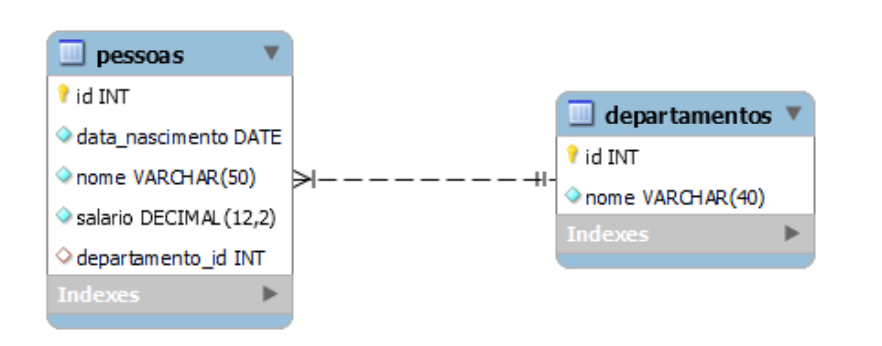 pessoas
id INT
data_nascimento DATE
nome VARCHAR(50)
salario DECIMAL(12,2)
departamento_id INT
Indexes
departamentos
id INT
nome VARCHAR(40)
Indexes